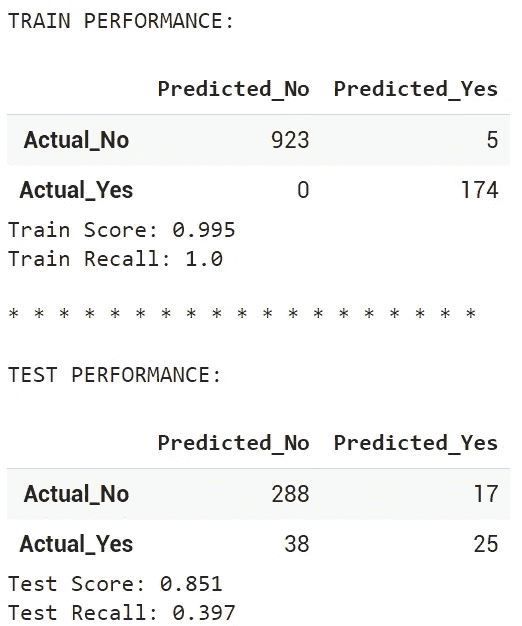 TRAIN PERFORMANCE:
Predicted_No Predicted_Yes
Actual_No 923 5
Actual_Yes 0 174
Train Score: 0.995
Train Recall: 1.0
* * * * * * * * * * * * * * * * * * *
TEST PERFORMANCE:
Predicted_No Predicted_Yes
Actual_No 288 17
Actual_Yes 38 25
Test Score: 0.851
Test Recall: 0.397